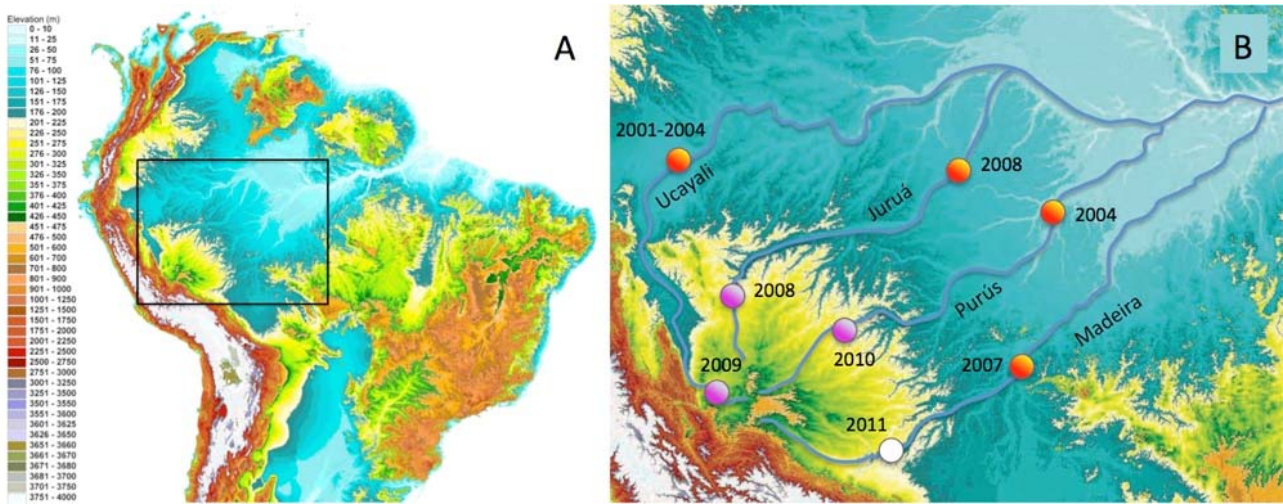 Elevation (m)
0 - 10
11 - 25
26 - 50
51 - 75
76 - 100
101 - 125
126 - 150
151 - 175
176 - 200
201 - 225
226 - 250
251 - 275
276 - 300
301 - 325
326 - 350
351 - 375
376 - 400
401 - 425
426 - 450
451 - 475
476 - 500
501 - 600
601 - 700
701 - 800
801 - 900
901 - 1000
1001 - 1250
1251 - 1500
1501 - 1750
1751 - 2000
2001 - 2250
2251 - 2500
2500 - 2750
2751 - 3000
3001 - 3250
3251 - 3500
3501 - 3550
3551 - 3600
3601 - 3625
3626 - 3650
3651 - 3660
3661 - 3670
3671 - 3680
3681 - 3700
3701 - 3750
3751 - 4000
A
B
2001-2004
Ucayali
Juruá
2008
2004
2008
Purús
2010
Madeira
2009
2007
2011